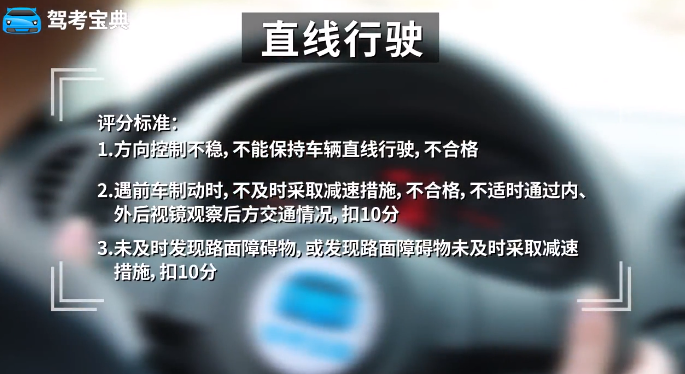 驾考宝典
直线行驶
评分标准:
1.方向控制不稳,不能保持车辆直线行驶,不合格
2.遇前车制动时,不及时采取减速措施,不合格,不适时通过内、
外后视镜观察后方交通情况,扣10分
3.未及时发现路面障碍物,或发现路面障碍物未及时采取减速
措施,扣10分